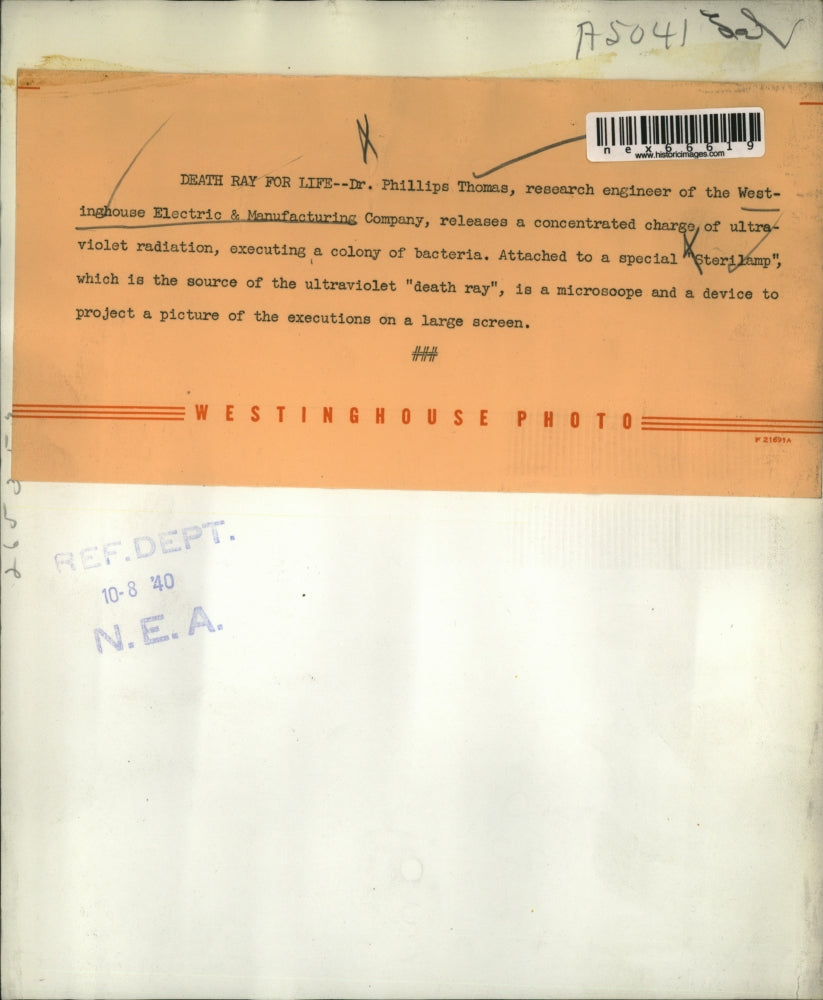 A5041
nex66619
www.historicimages.com
DEATH RAY FOR LIFE--Dr. Phillips Thomas, research engineer of the West-
inghouse Electric & Manufacturing Company, releases a concentrated charge of ultra-
violet radiation, executing a colony of bacteria. Attached to a special "Sterilamp",
which is the source of the ultraviolet "death ray", is a microscope and a device to
project a picture of the executions on a large screen.
###
WESTINGHOUSE PHOTO
P 21691A
REF.DEPT.
10-8 '40
N.E.A.